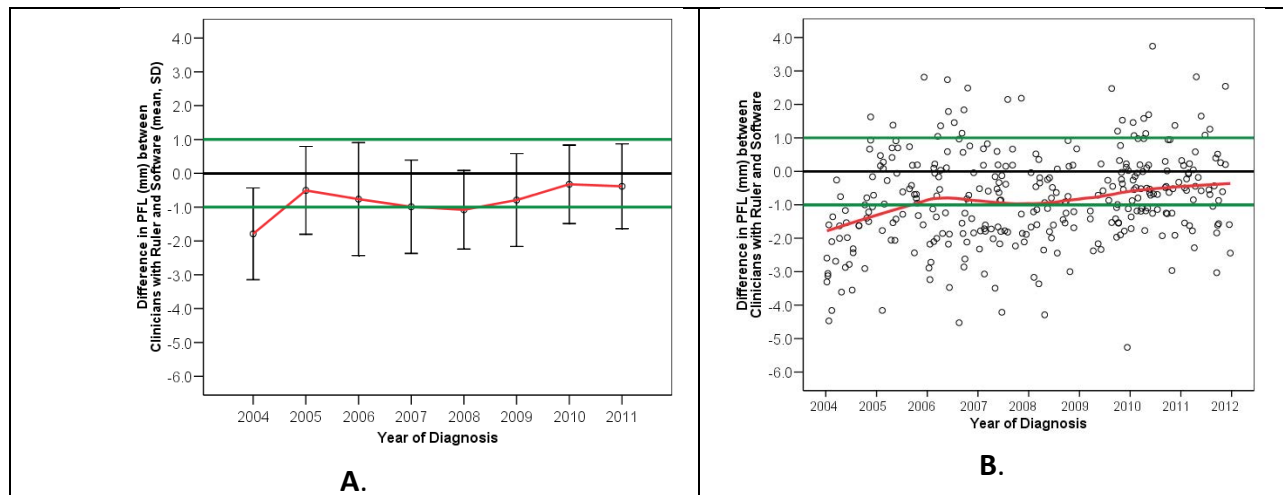 Difference in PFL (mm) between
Clinicians with Ruler and Software (mean, SD)
4.0
3.0
2.0
1.0
0.0
-1.0
-2.0
-3.0
-4.0
-5.0
-6.0
2004 2005 2006 2007 2008 2009 2010 2011
Year of Diagnosis
A.
Difference in PFL (mm) between
Clinicians with Ruler and Software
4.0
3.0
2.0
1.0
0.0
-1.0
-2.0
-3.0
-4.0
-5.0
-6.0
2004 2005 2006 2007 2008 2009 2010 2011 2012
Year of Diagnosis
B.